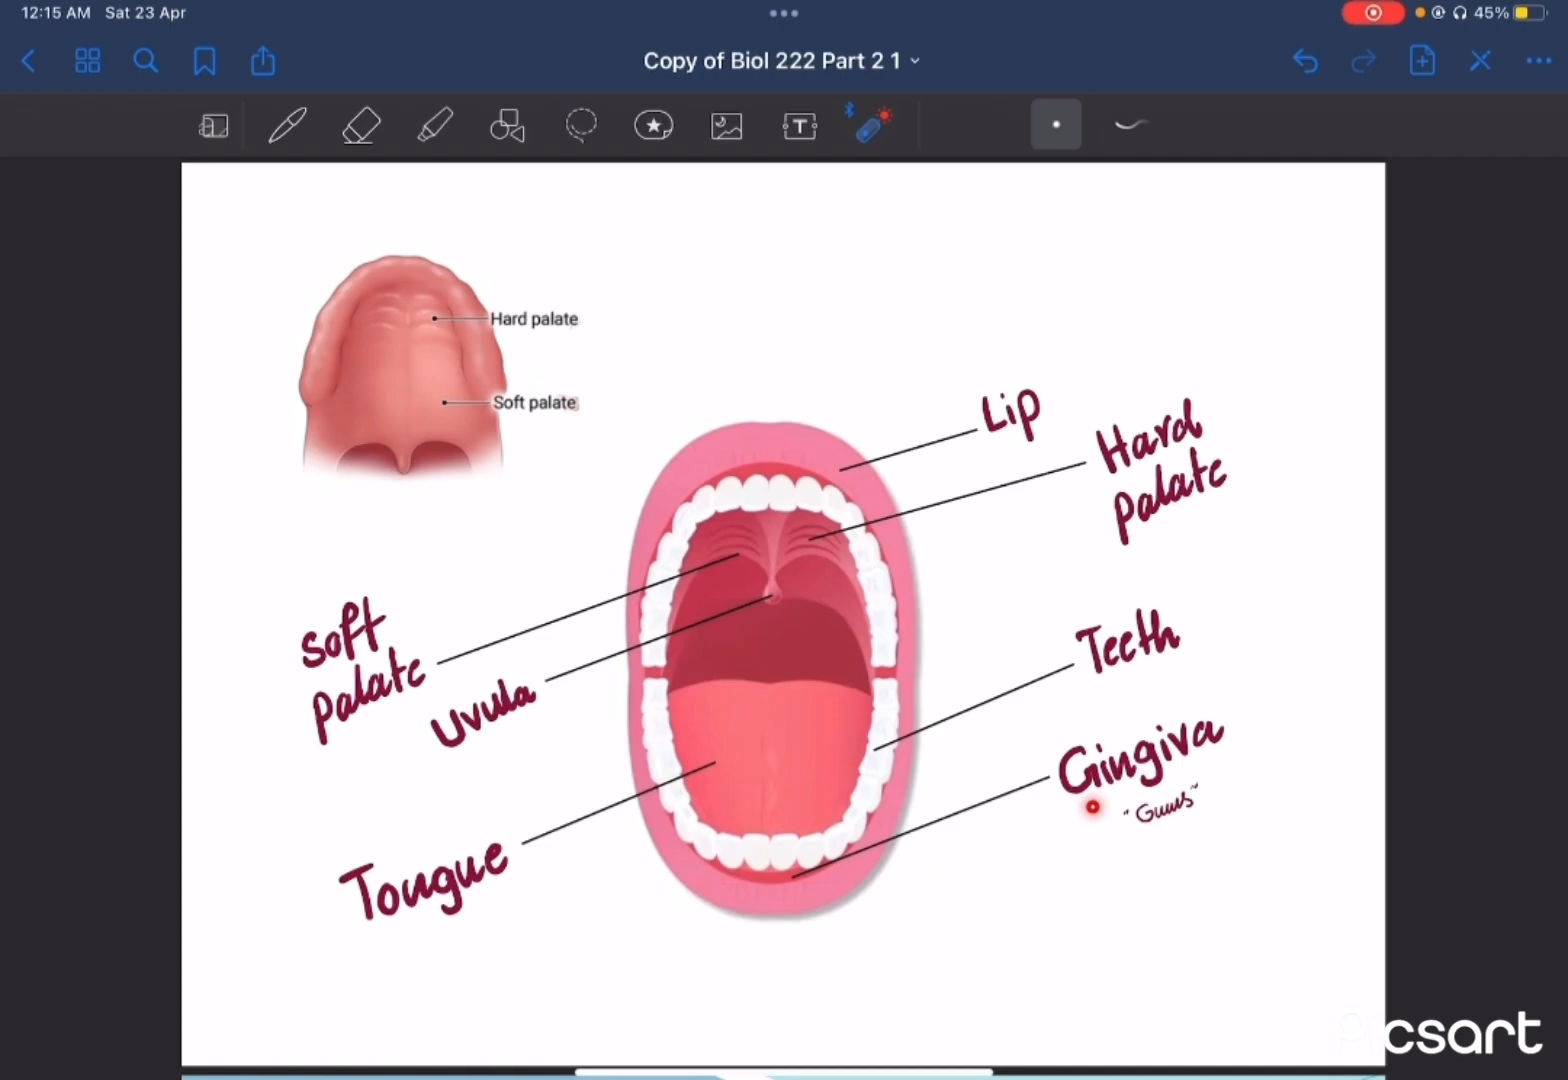 12:15 AM Sat 23 Apr
45%
Copy of Biol 222 Part 2 1
T
Hard palate
Soft palate
Lip
Hard
palate
Soft
palate
Uvula
Teeth
Gingiva
"Gums"
Tongue
Picsart